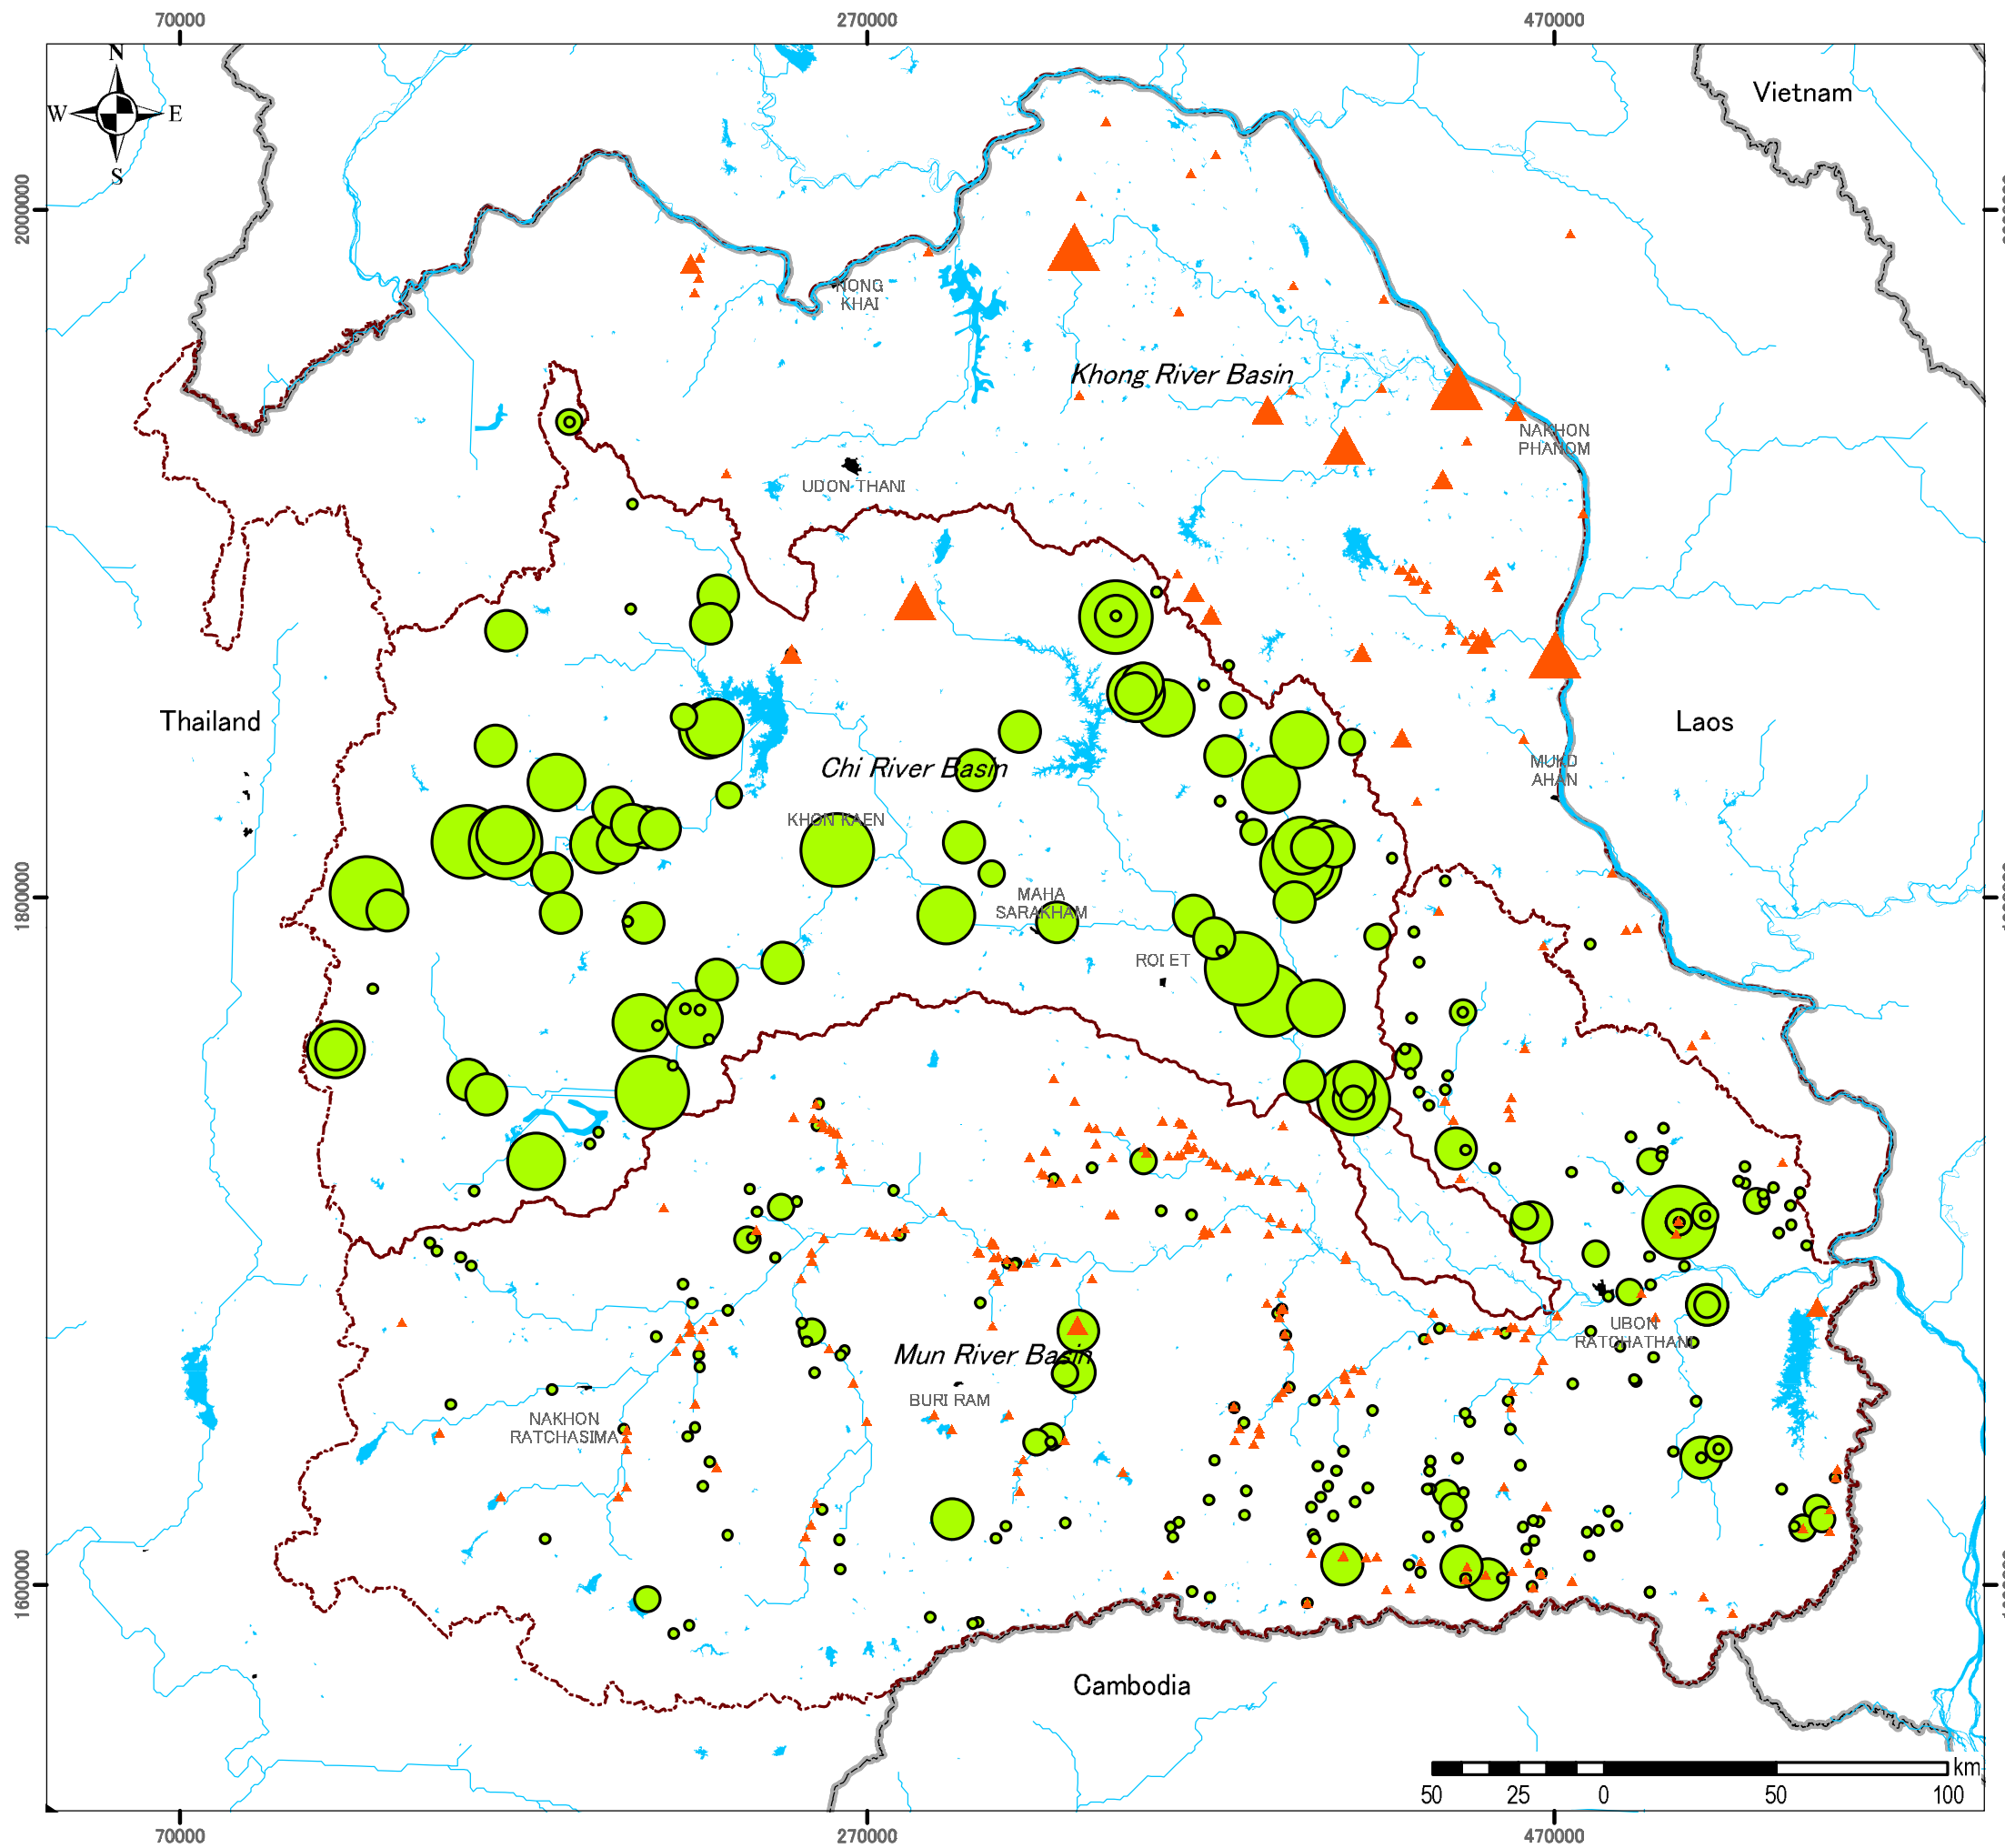 70000
270000
470000
Vietnam
N
W
E
S
2000000
NONG
KHAI
Khong River Basin
NAKHON
PHANOM
UDON THANI
Thailand
Laos
MUKD
AHAN
Chi River Basin
KHON KAEN
1800000
MAHA
SARAKHAM
ROI ET
UBON
RATCHATHANI
Mun River Basin
BURI RAM
NAKHON
RATCHASIMA
1600000
Cambodia
km
50
25
0
50
100
70000
270000
470000